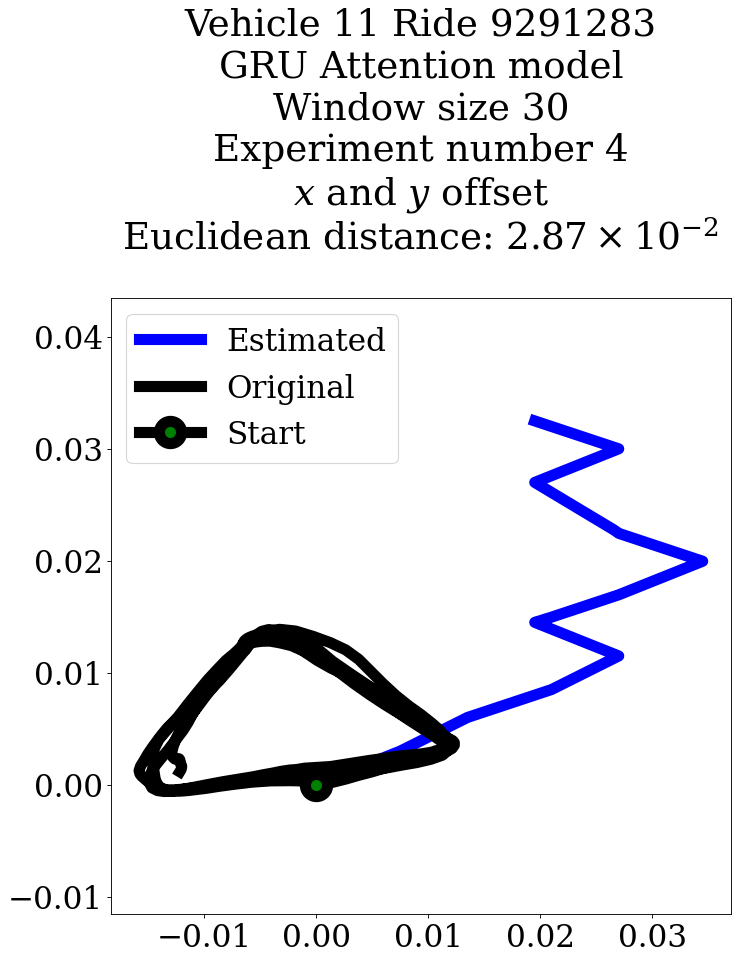 Vehicle 11 Ride 9291283
GRU Attention model
Window size 30
Experiment number 4
x and y offset
Euclidean distance: 2.87 × 10⁻²
Estimated
Original
Start
0.04
0.03
0.02
0.01
0.00
−0.01
−0.01 0.00 0.01 0.02 0.03